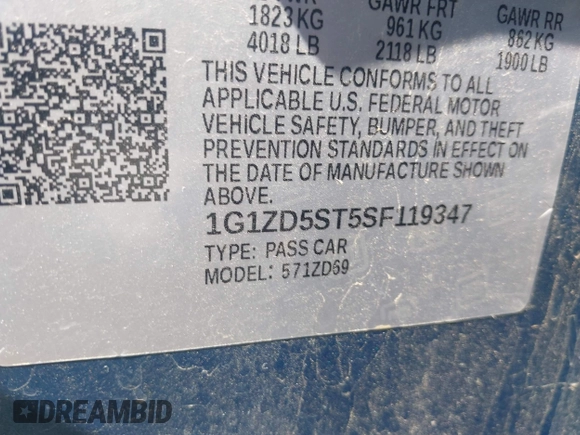 GAWR FRT
GAWR RR
1823 KG
961 KG
862 KG
4018 LB
2118 LB
1900 LB
THIS VEHICLE CONFORMS TO ALL
APPLICABLE U.S. FEDERAL MOTOR
VEHICLE SAFETY, BUMPER, AND THEFT
PREVENTION STANDARDS IN EFFECT ON
THE DATE OF MANUFACTURE SHOWN
ABOVE.
1G1ZD5ST5SF119347
TYPE: PASS CAR
MODEL: 571ZD69
DREAMBID